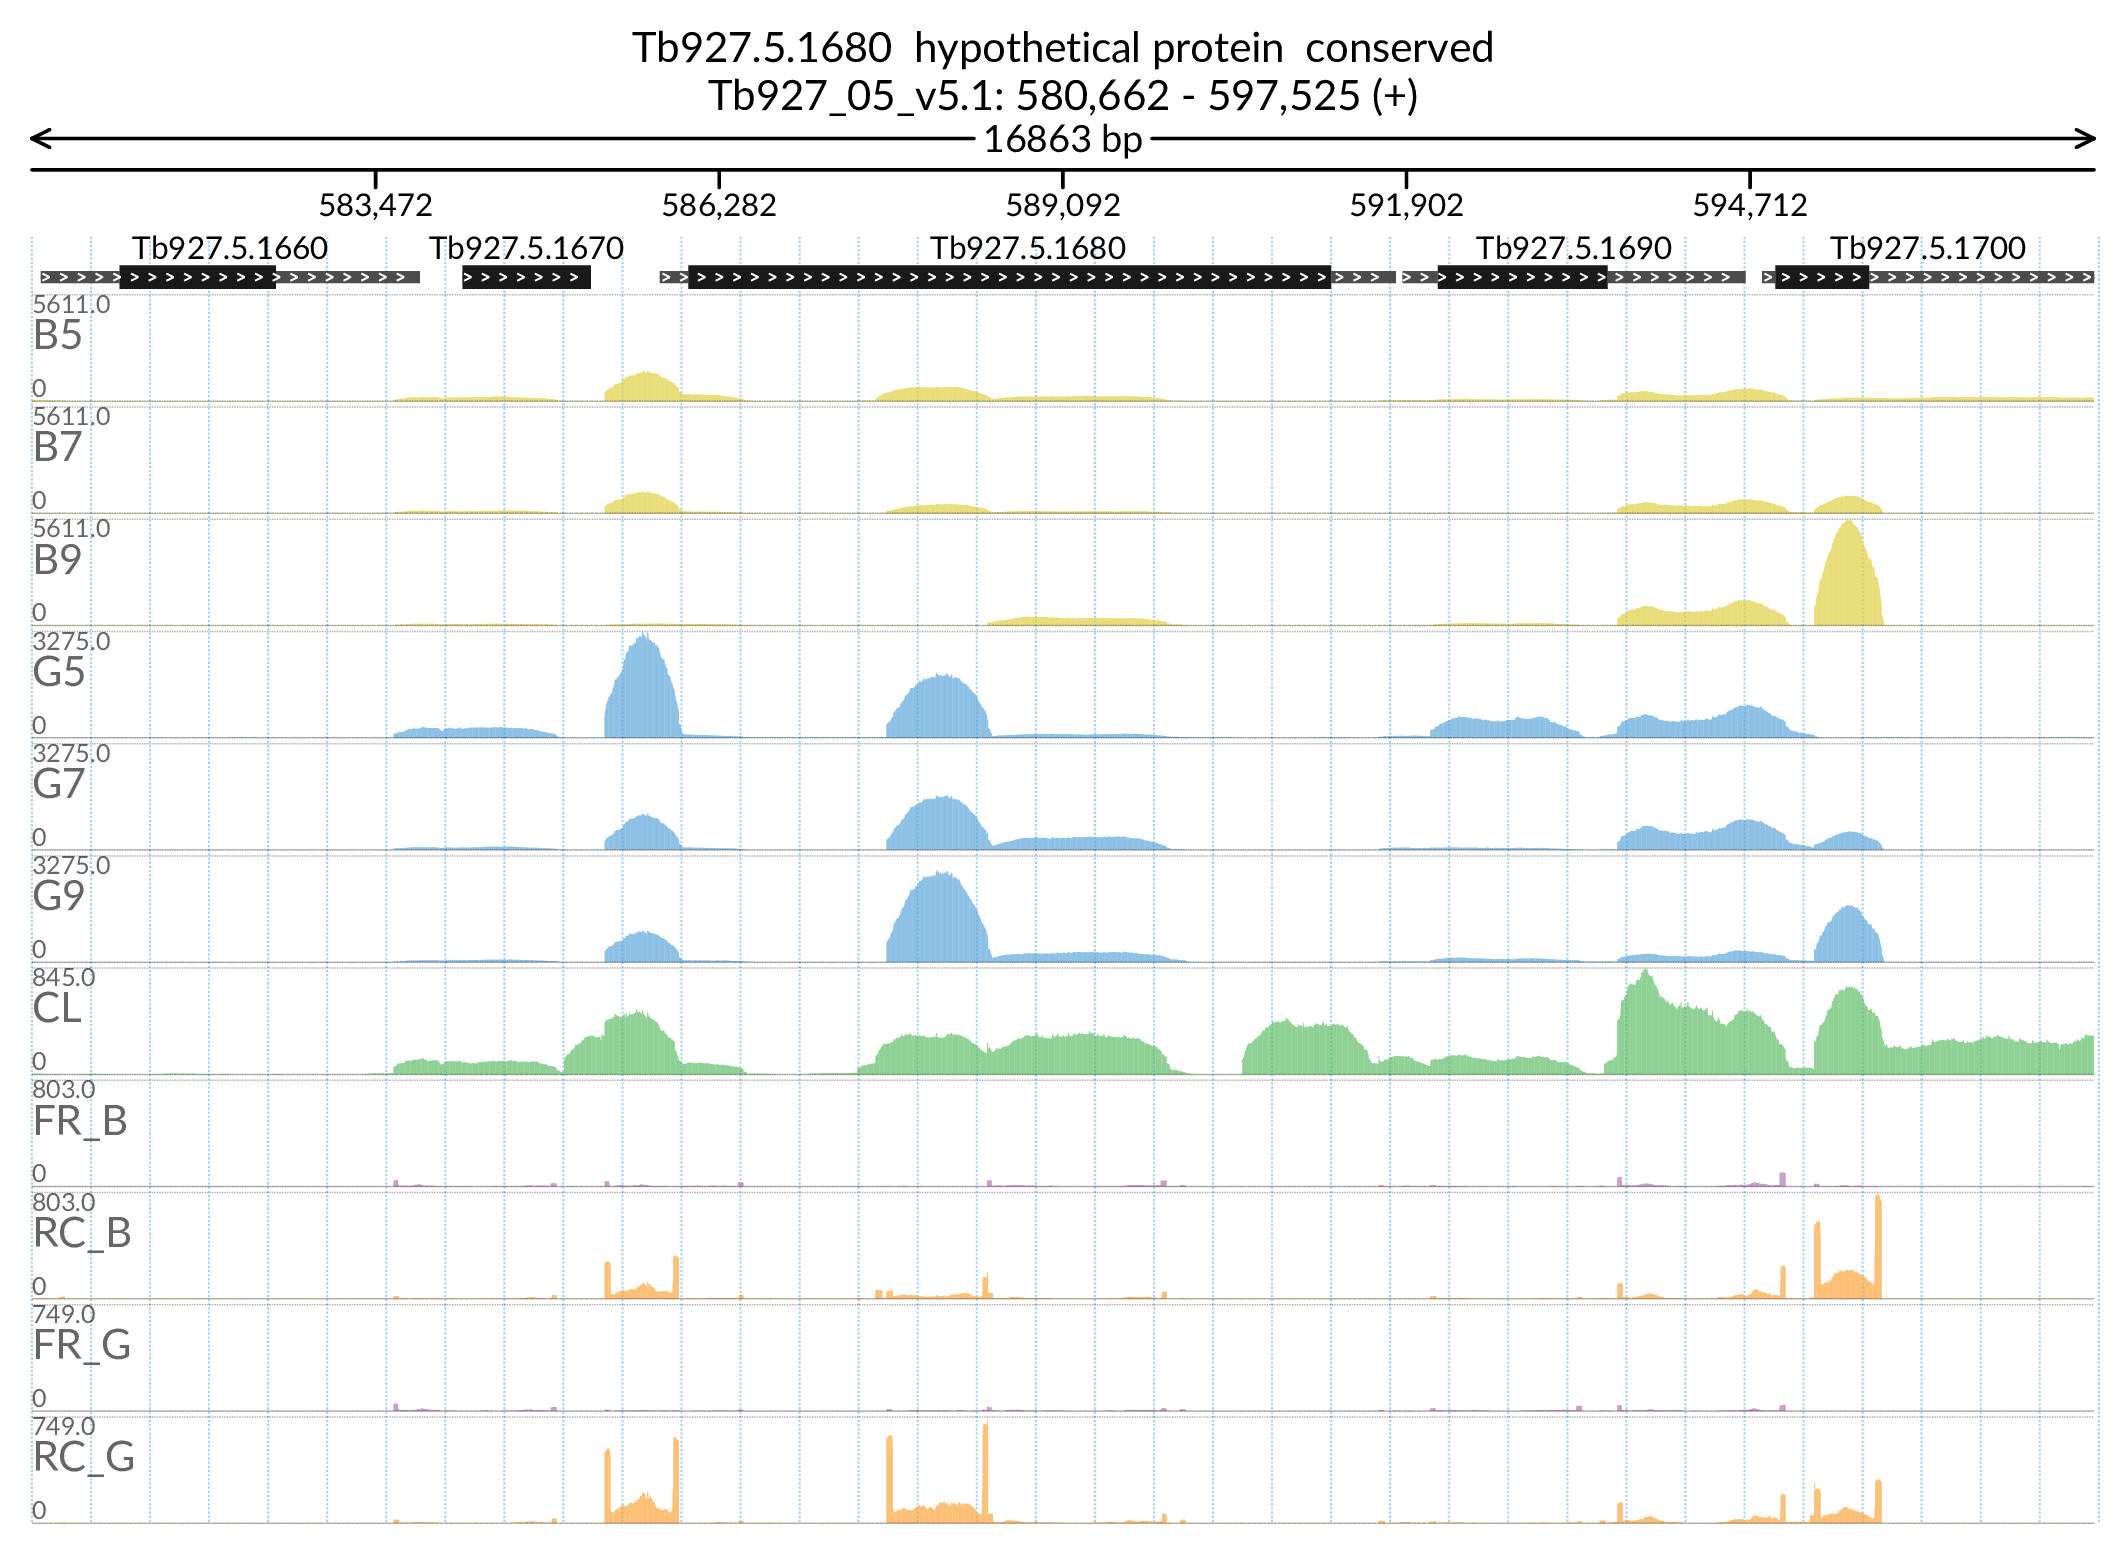 Tb927.5.1680  hypothetical protein  conserved
Tb927_05_v5.1: 580,662 - 597,525 (+)
16863 bp
583,472 586,282 589,092 591,902 594,712
Tb927.5.1660 Tb927.5.1670 Tb927.5.1680 Tb927.5.1690 Tb927.5.1700
5611.0
B5
0
5611.0
B7
0
5611.0
B9
0
3275.0
G5
0
3275.0
G7
0
3275.0
G9
0
845.0
CL
0
803.0
FR_B
0
803.0
RC_B
0
749.0
FR_G
0
749.0
RC_G
0